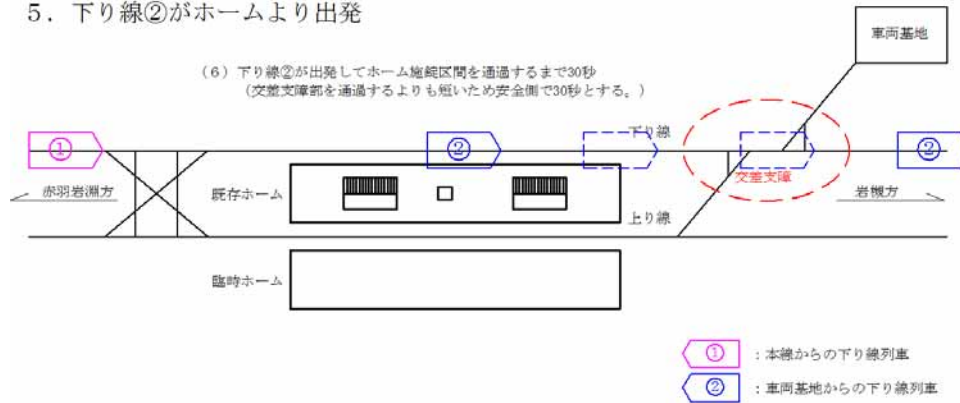 5．下り線②がホームより出発
車両基地
（6）下り線②が出発してホーム施錠区間を通過するまで30秒
（交差支障部を通過するよりも短いため安全側で30秒とする。）
下り線
① ② ②
交差支障
赤羽岩淵方
既存ホーム
岩槻方
上り線
臨時ホーム
① ：本線からの下り線列車
② ：車両基地からの下り線列車